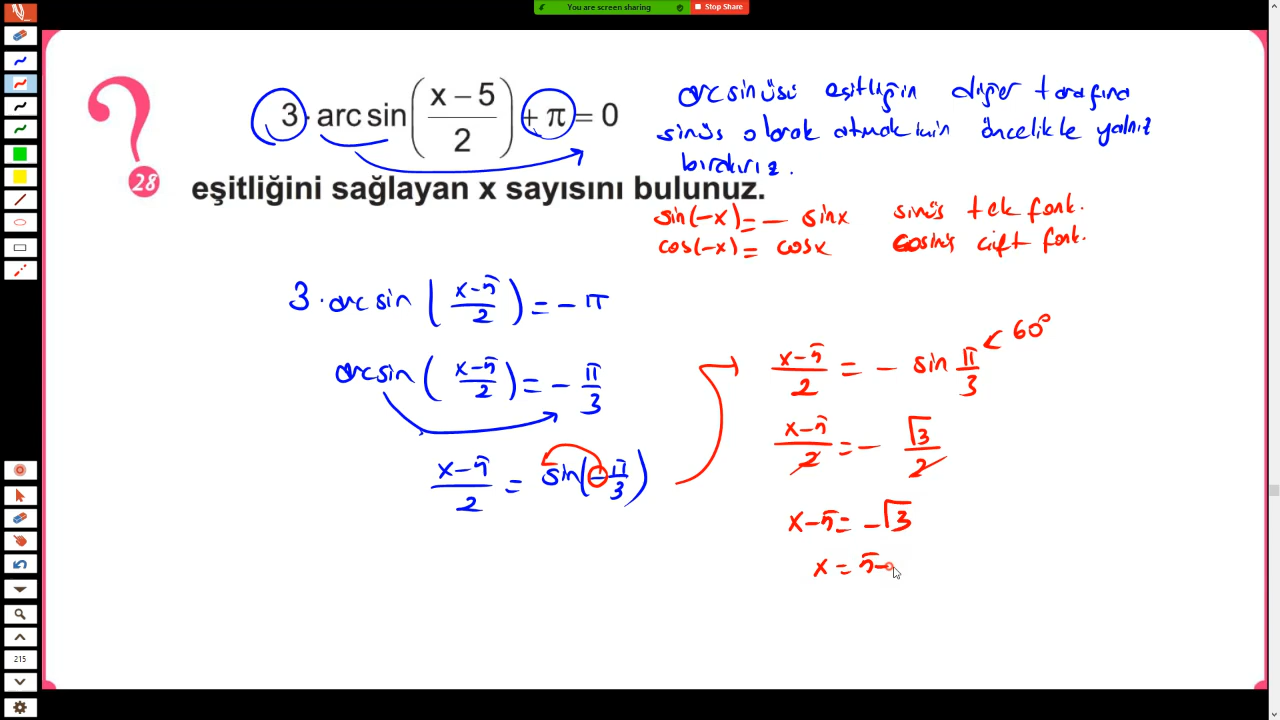 You are screen sharing
Stop Share
3 · arc sin((x − 5)/2) + π = 0
28
eşitliğini sağlayan x sayısını bulunuz.
arcsinüsü eşitliğin diğer tarafına
sinüs olarak atmak için öncelikle yalnız
bırakırız.
sin(-x) = - sinx sinüs tek fonk.
cos(-x) = cosx Cosinüs çift fonk.
3 · arcsin((x-5)/2) = - π
arcsin((x-5)/2) = - π/3
(x-5)/2 = sin(-π/3)
(x-5)/2 = - sin π/3 < 60°
(x-5)/2 = - √3/2
x-5 = -√3
x = 5-
215